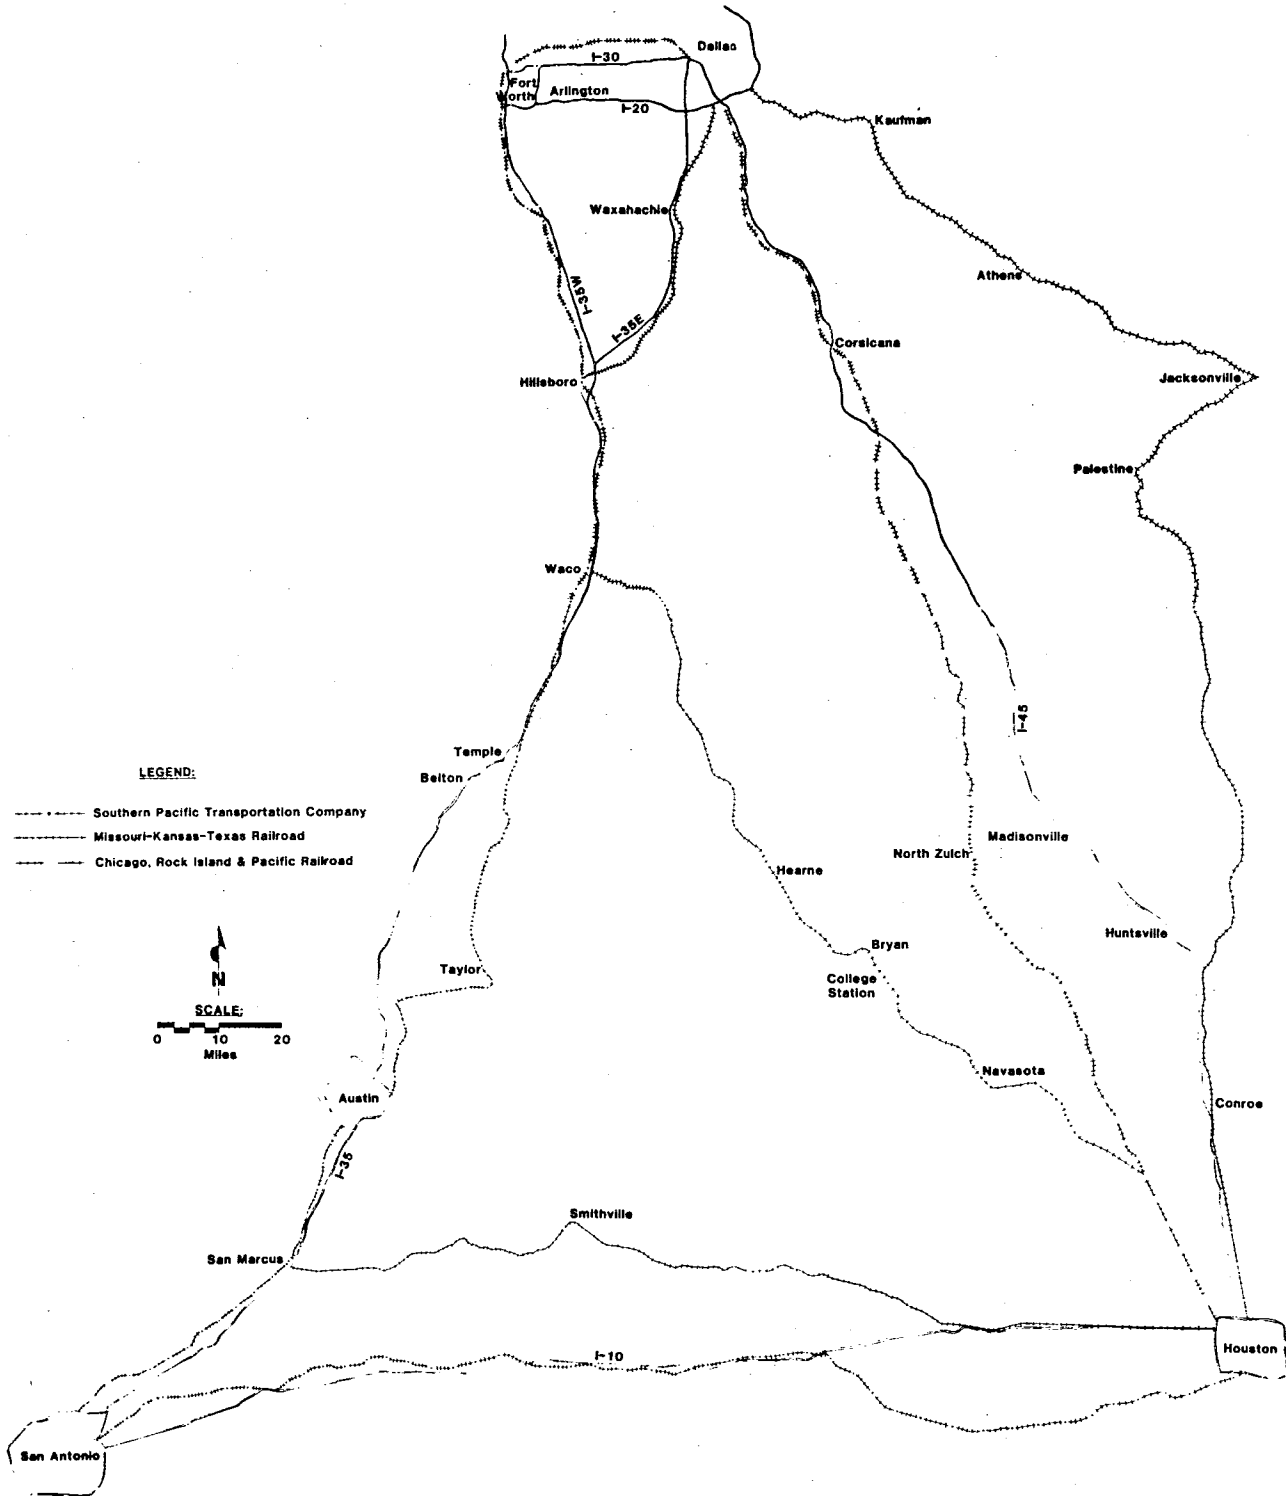 Dallas
I-30
Fort
Worth
Arlington
I-20
Kaufman
Waxahachie
Athens
I-35W
I-35E
Corsicana
Hillsboro
Jacksonville
Palestine
Waco
I-45
Temple
Belton
LEGEND:
Southern Pacific Transportation Company
Missouri-Kansas-Texas Railroad
Chicago, Rock Island & Pacific Railroad
Madisonville
North Zulch
Hearne
Huntsville
Bryan
College
Station
Taylor
N
SCALE:
0 10 20
Miles
Navasota
Austin
Conroe
I-35
Smithville
San Marcus
I-10
Houston
San Antonio